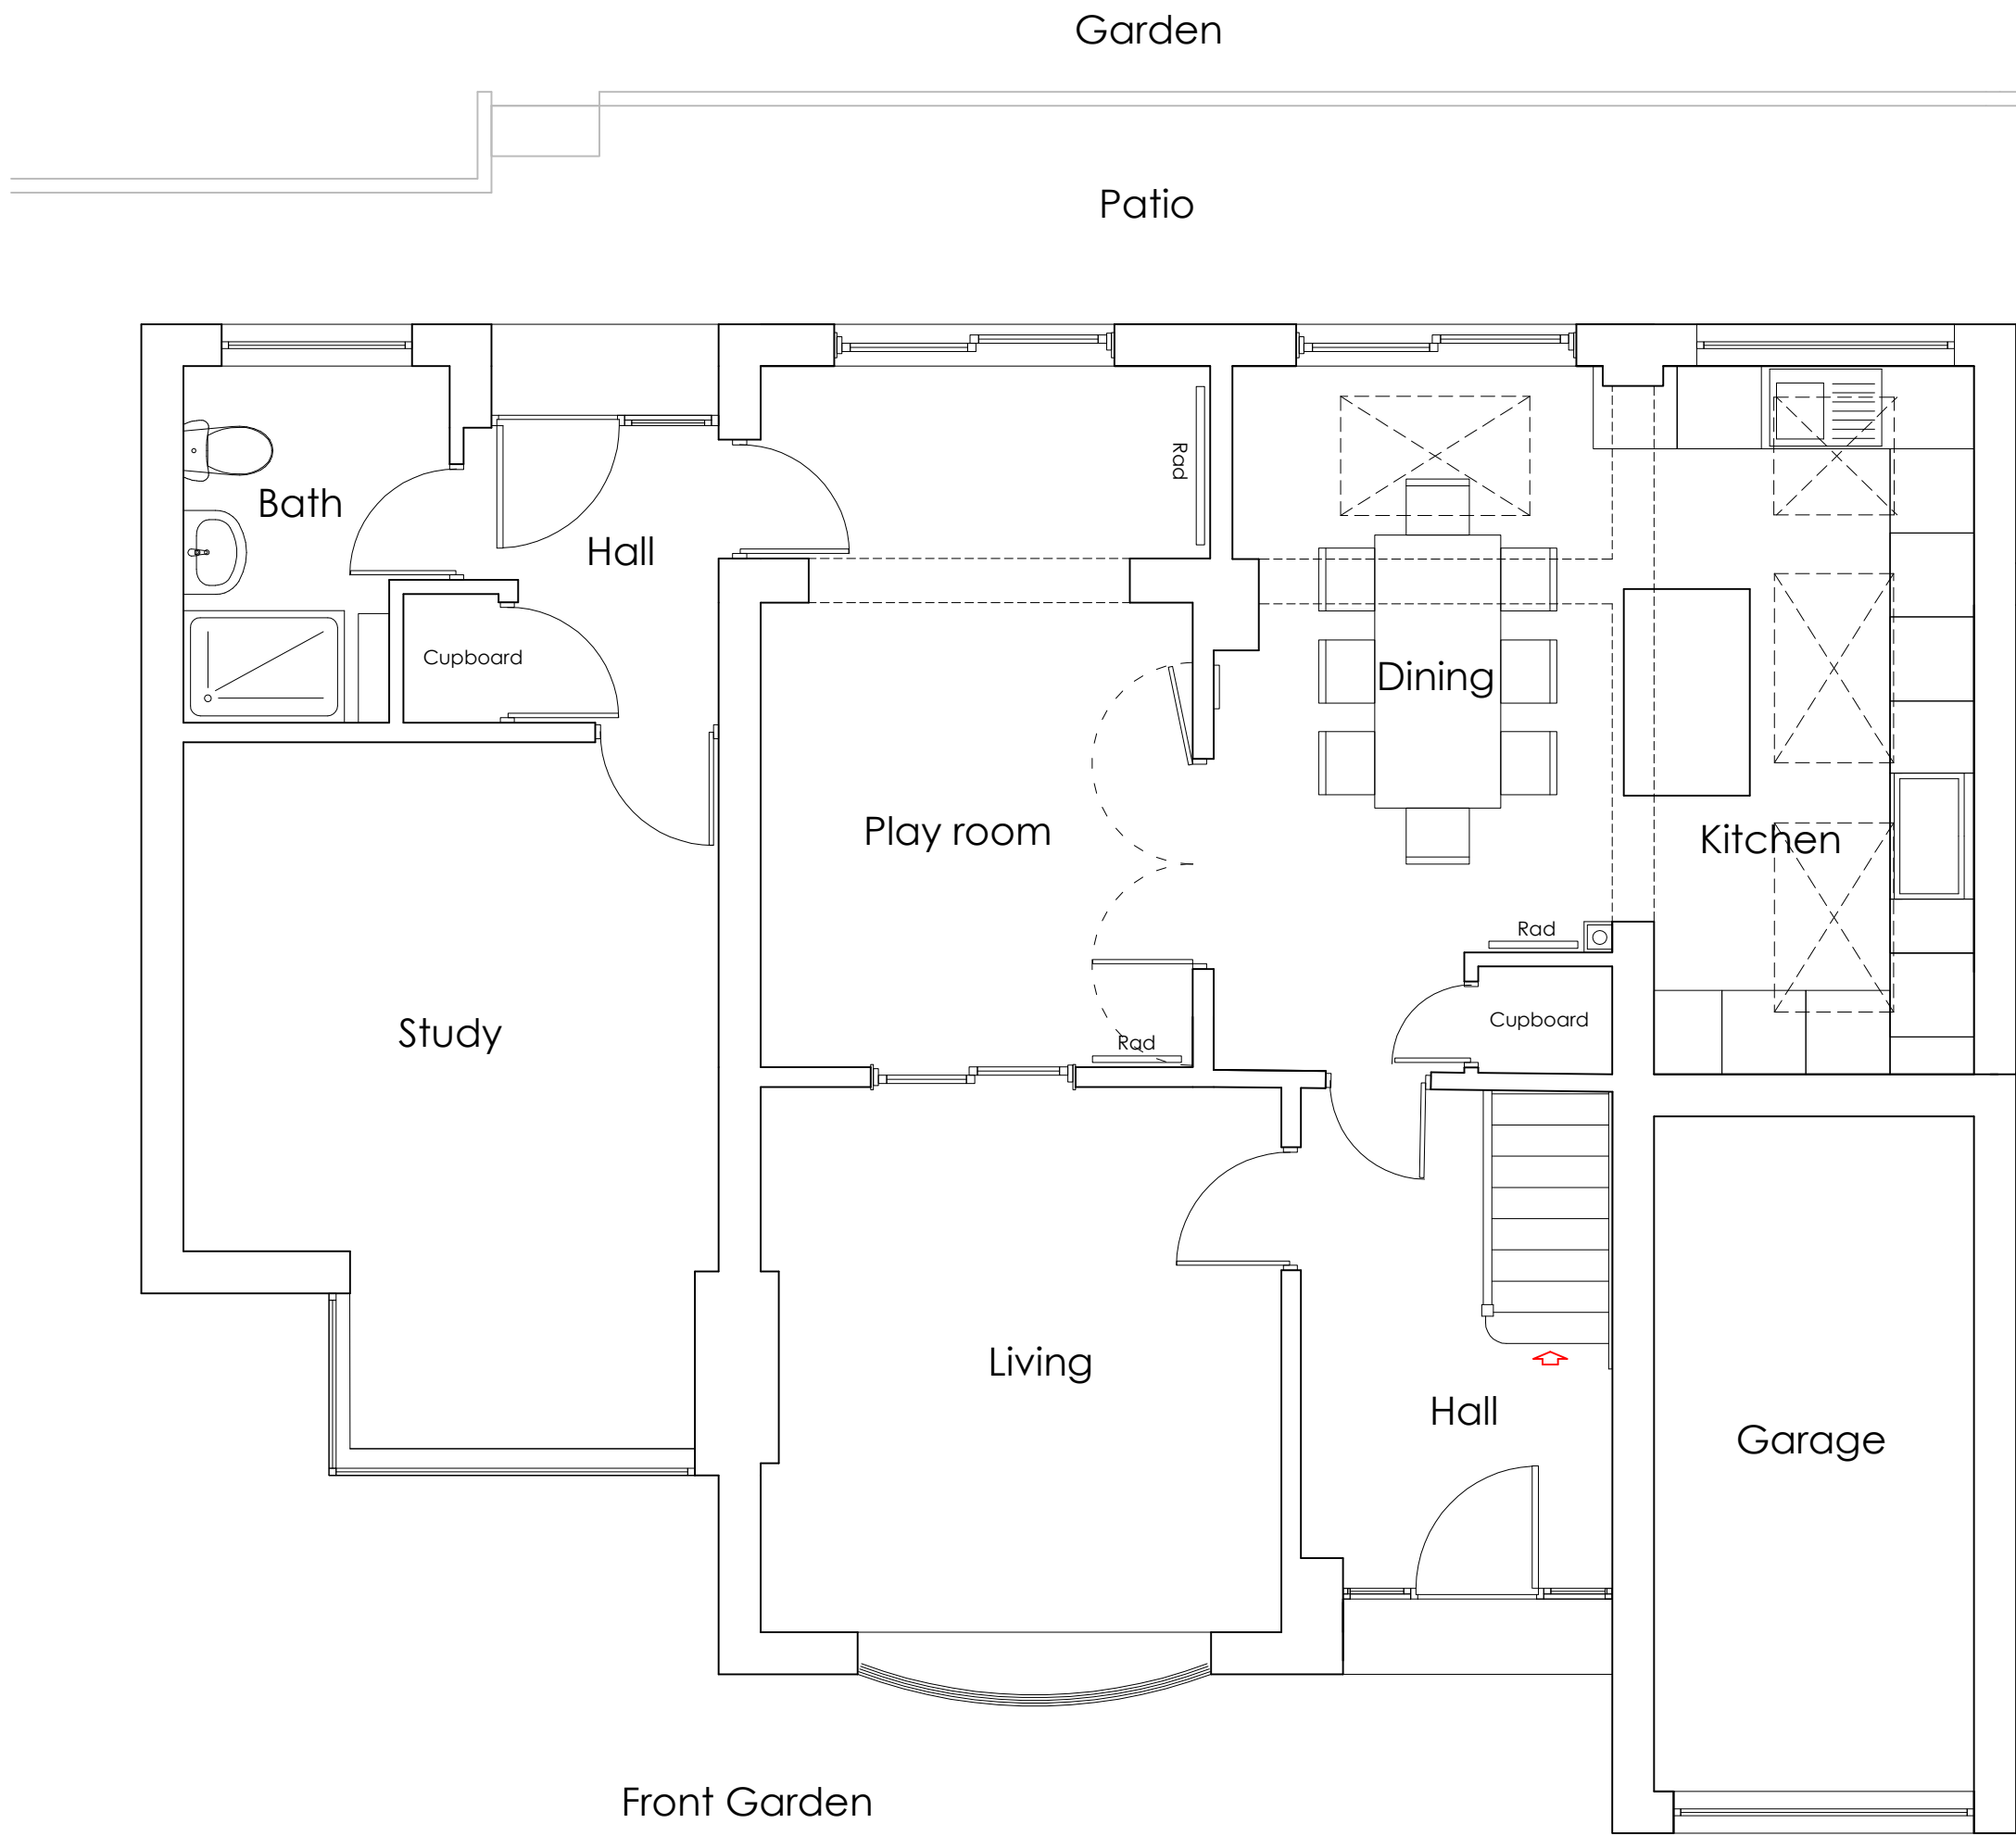 Garden
Patio
Rad
Bath
Hall
Cupboard
Dining
Play room
Kitchen
Rad
Study
Cupboard
Rad
Living
Hall
Garage
Front Garden